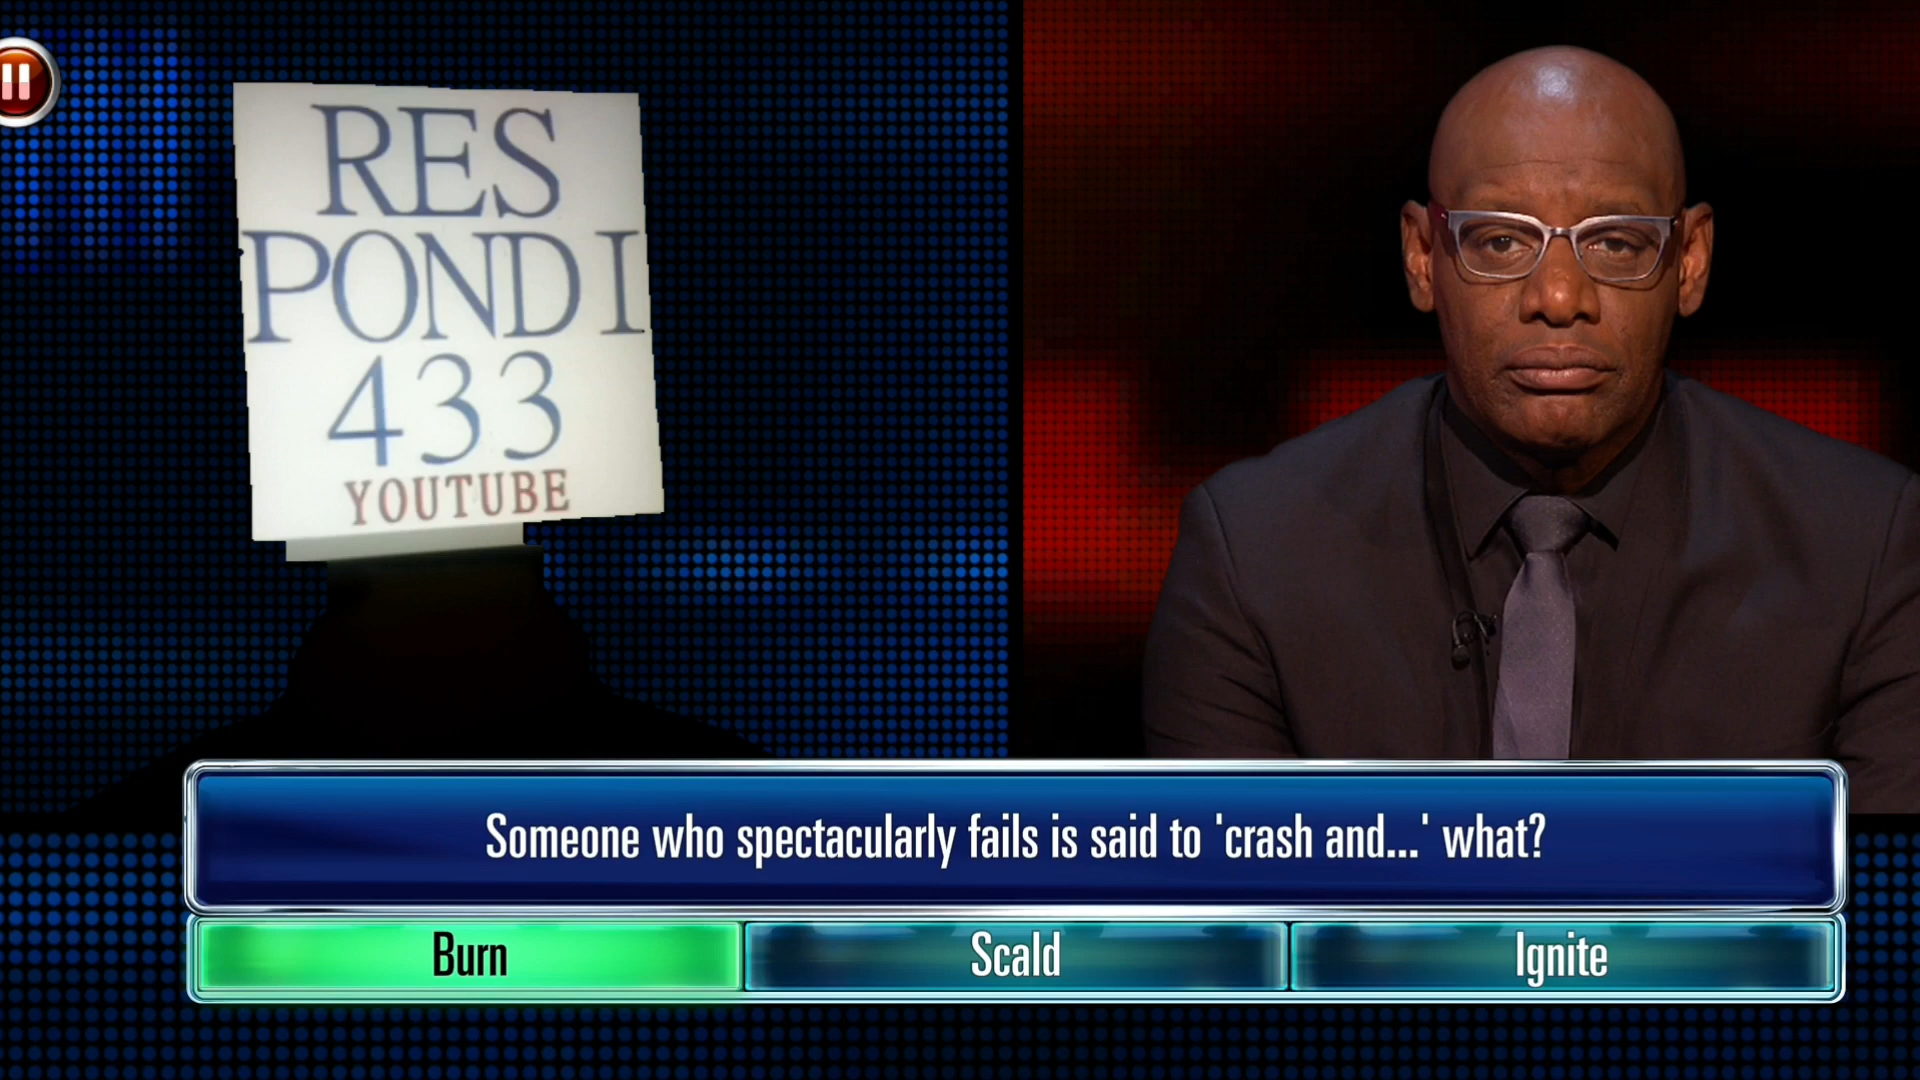 RES
POND I
433
YOUTUBE
Someone who spectacularly fails is said to 'crash and...' what?
Burn
Scald
Ignite